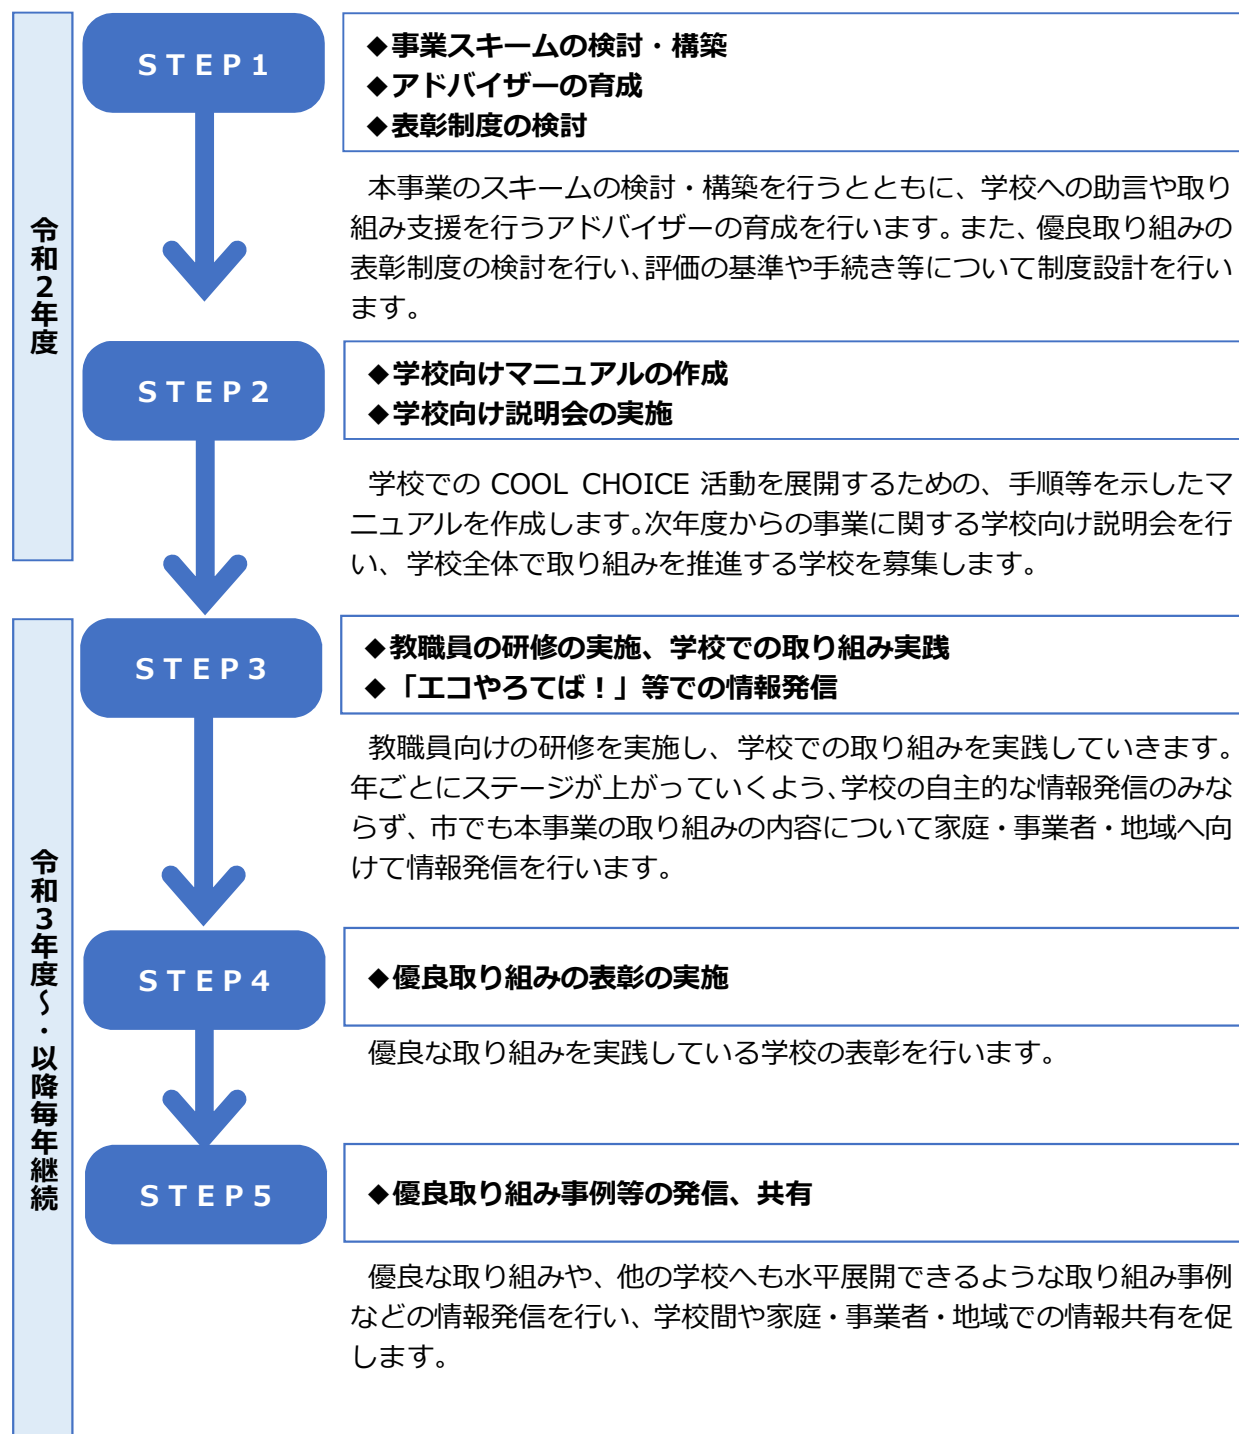 令和2年度
STEP1
◆事業スキームの検討・構築
◆アドバイザーの育成
◆表彰制度の検討
本事業のスキームの検討・構築を行うとともに、学校への助言や取り
組み支援を行うアドバイザーの育成を行います。また、優良取り組みの
表彰制度の検討を行い、評価の基準や手続き等について制度設計を行い
ます。
STEP2
◆学校向けマニュアルの作成
◆学校向け説明会の実施
学校での COOL CHOICE 活動を展開するための、手順等を示したマ
ニュアルを作成します。次年度からの事業に関する学校向け説明会を行
い、学校全体で取り組みを推進する学校を募集します。
令和3年度～・以降毎年継続
STEP3
◆教職員の研修の実施、学校での取り組み実践
◆「エコやろてば！」等での情報発信
教職員向けの研修を実施し、学校での取り組みを実践していきます。
年ごとにステージが上がっていくよう、学校の自主的な情報発信のみな
らず、市でも本事業の取り組みの内容について家庭・事業者・地域へ向
けて情報発信を行います。
STEP4
◆優良取り組みの表彰の実施
優良な取り組みを実践している学校の表彰を行います。
STEP5
◆優良取り組み事例等の発信、共有
優良な取り組みや、他の学校へも水平展開できるような取り組み事例
などの情報発信を行い、学校間や家庭・事業者・地域での情報共有を促
します。